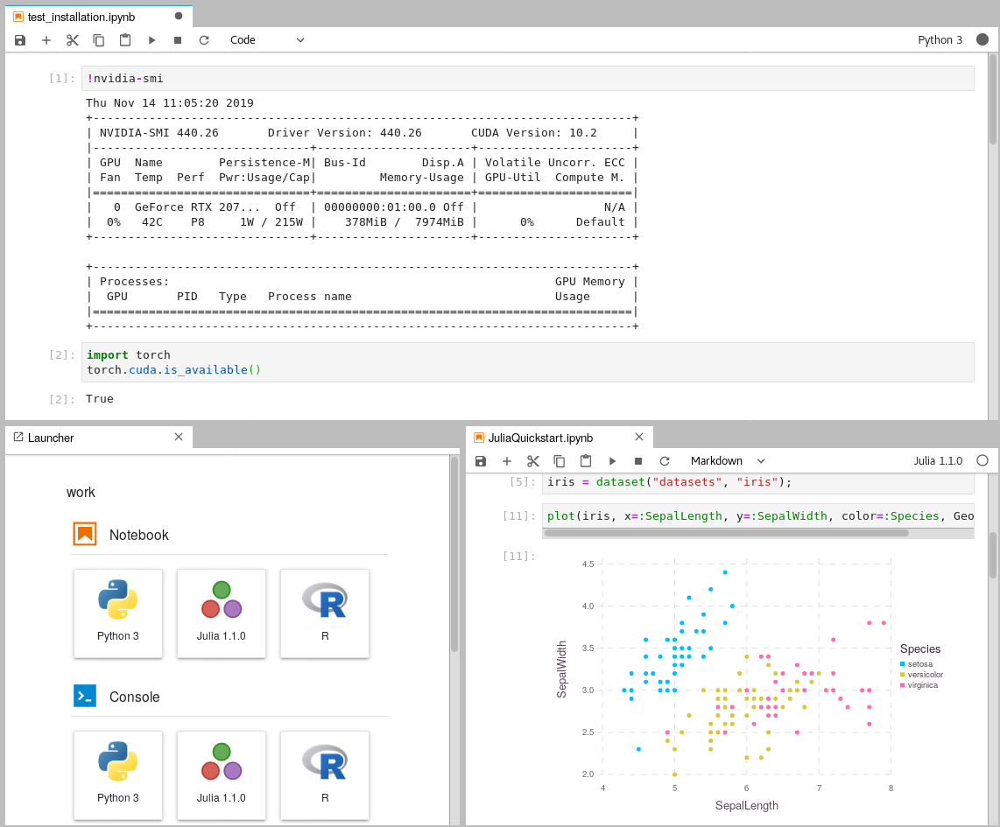 test_installation.ipynb
Code
Python 3
[1]:
!nvidia-smi
Thu Nov 14 11:05:20 2019
+-----------------------------------------------------------------------------+
| NVIDIA-SMI 440.26       Driver Version: 440.26       CUDA Version: 10.2     |
|-------------------------------+----------------------+----------------------+
| GPU  Name        Persistence-M| Bus-Id        Disp.A | Volatile Uncorr. ECC |
| Fan  Temp  Perf  Pwr:Usage/Cap|         Memory-Usage | GPU-Util  Compute M. |
|===============================+======================+======================|
|   0  GeForce RTX 207...  Off  | 00000000:01:00.0 Off |                  N/A |
|  0%   42C    P8     1W / 215W |    378MiB /  7974MiB |      0%      Default |
+-------------------------------+----------------------+----------------------+
+-----------------------------------------------------------------------------+
| Processes:                                                       GPU Memory |
|  GPU       PID   Type   Process name                             Usage      |
|=============================================================================|
+-----------------------------------------------------------------------------+
[2]:
import torch
torch.cuda.is_available()
[2]:
True
Launcher
work
Notebook
Python 3
Julia 1.1.0
R
Console
Python 3
Julia 1.1.0
R
JuliaQuickstart.ipynb
Markdown
Julia 1.1.0
[5]:
iris = dataset("datasets", "iris");
[11]:
plot(iris, x=:SepalLength, y=:SepalWidth, color=:Species, Geo
[11]:
4.5
4.0
3.5
3.0
2.5
2.0
SepalWidth
4 5 6 7 8
SepalLength
Species
setosa
versicolor
virginica